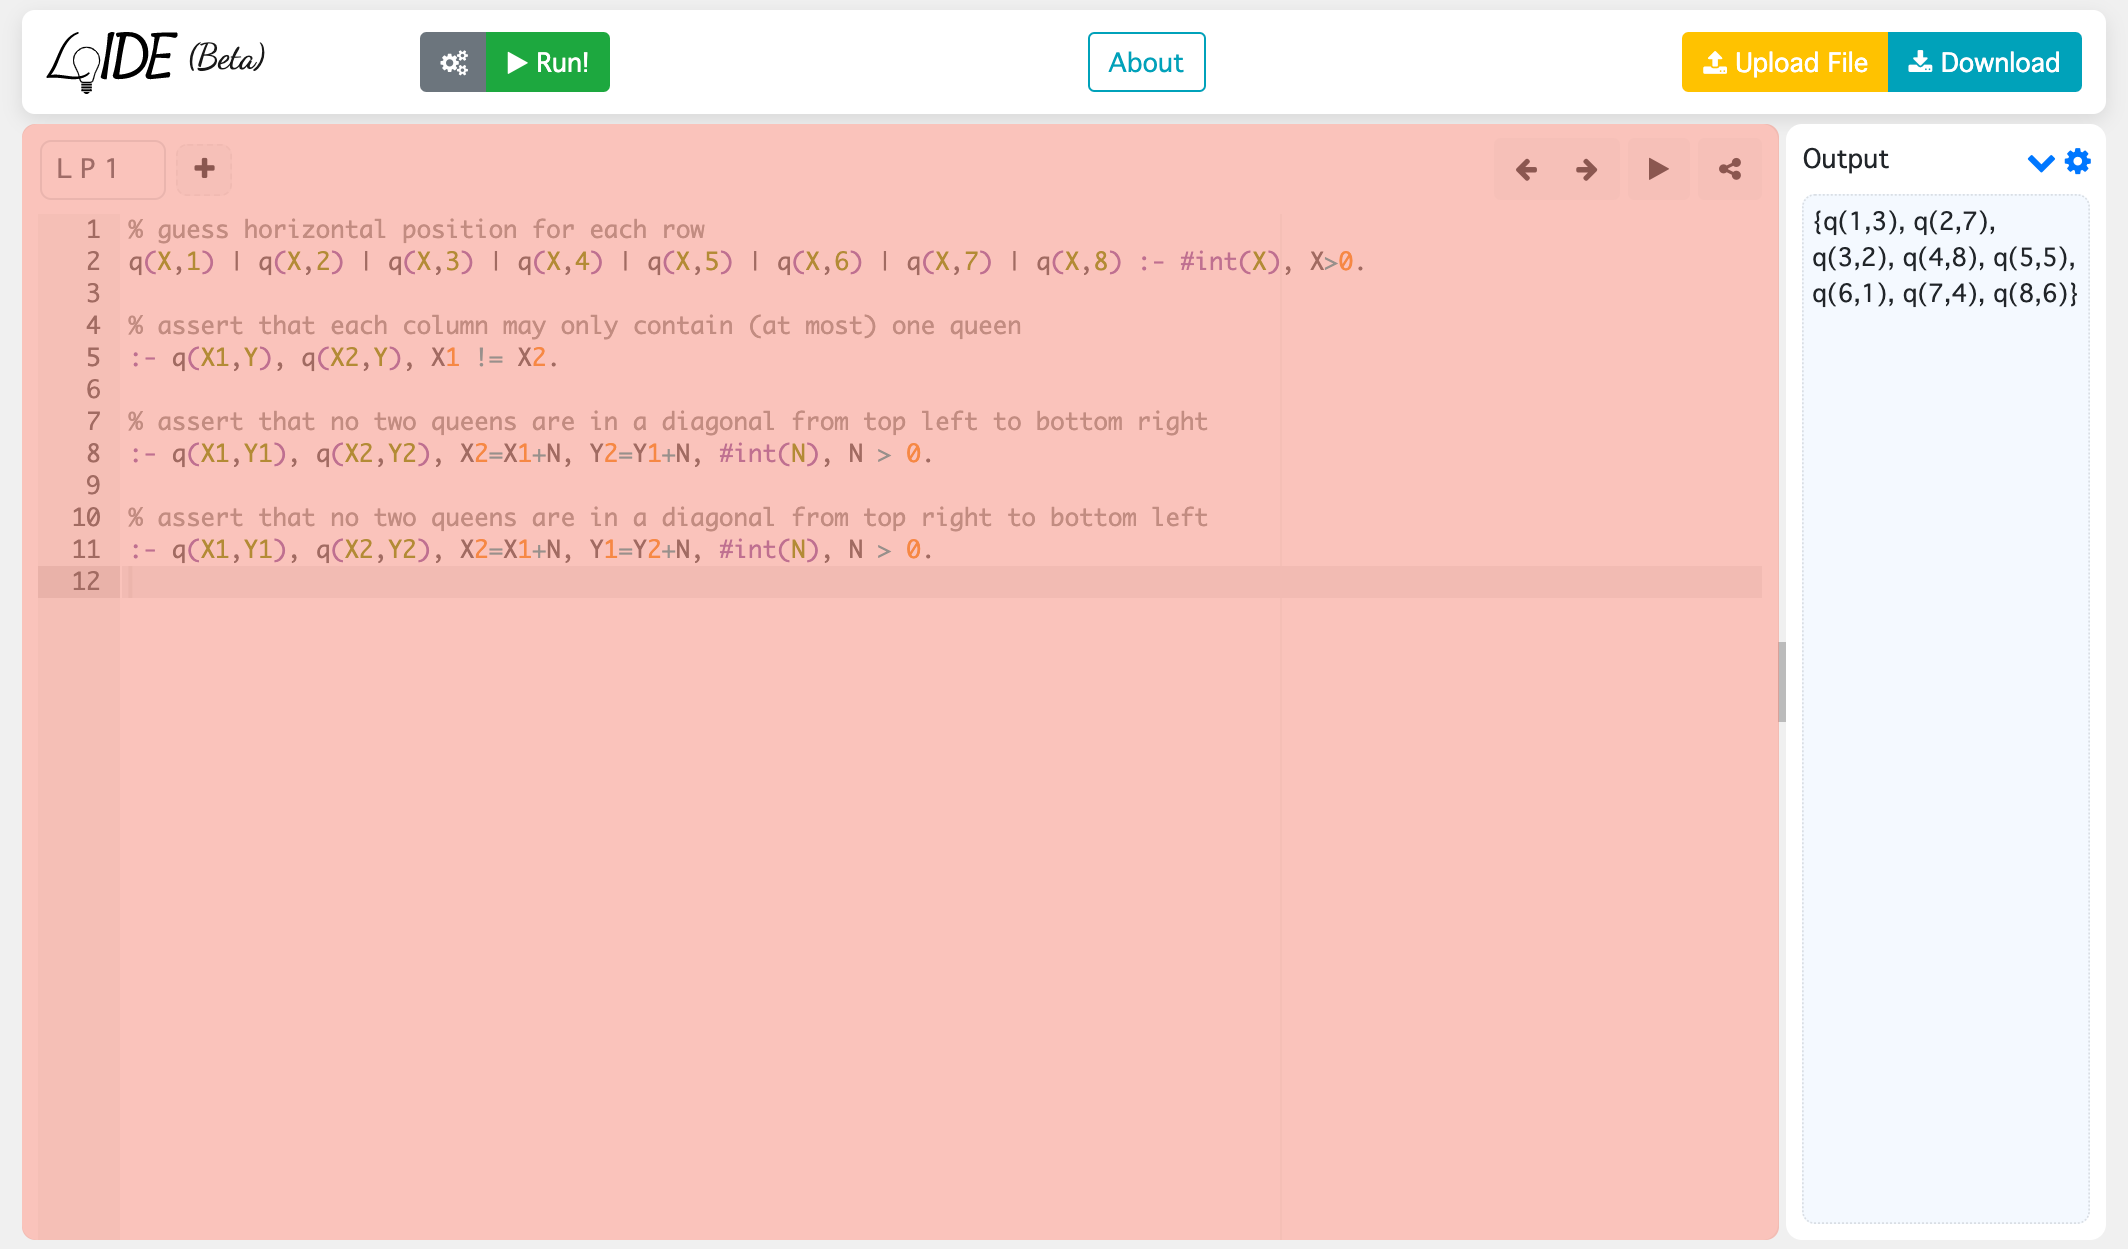 LoIDE (Beta)
Run!
About
Upload File
Download
L P 1
Output
1 % guess horizontal position for each row
2 q(X,1) | q(X,2) | q(X,3) | q(X,4) | q(X,5) | q(X,6) | q(X,7) | q(X,8) :- #int(X), X>0.
3
4 % assert that each column may only contain (at most) one queen
5 :- q(X1,Y), q(X2,Y), X1 != X2.
6
7 % assert that no two queens are in a diagonal from top left to bottom right
8 :- q(X1,Y1), q(X2,Y2), X2=X1+N, Y2=Y1+N, #int(N), N > 0.
9
10 % assert that no two queens are in a diagonal from top right to bottom left
11 :- q(X1,Y1), q(X2,Y2), X2=X1+N, Y1=Y2+N, #int(N), N > 0.
12
{q(1,3), q(2,7),
q(3,2), q(4,8), q(5,5),
q(6,1), q(7,4), q(8,6)}